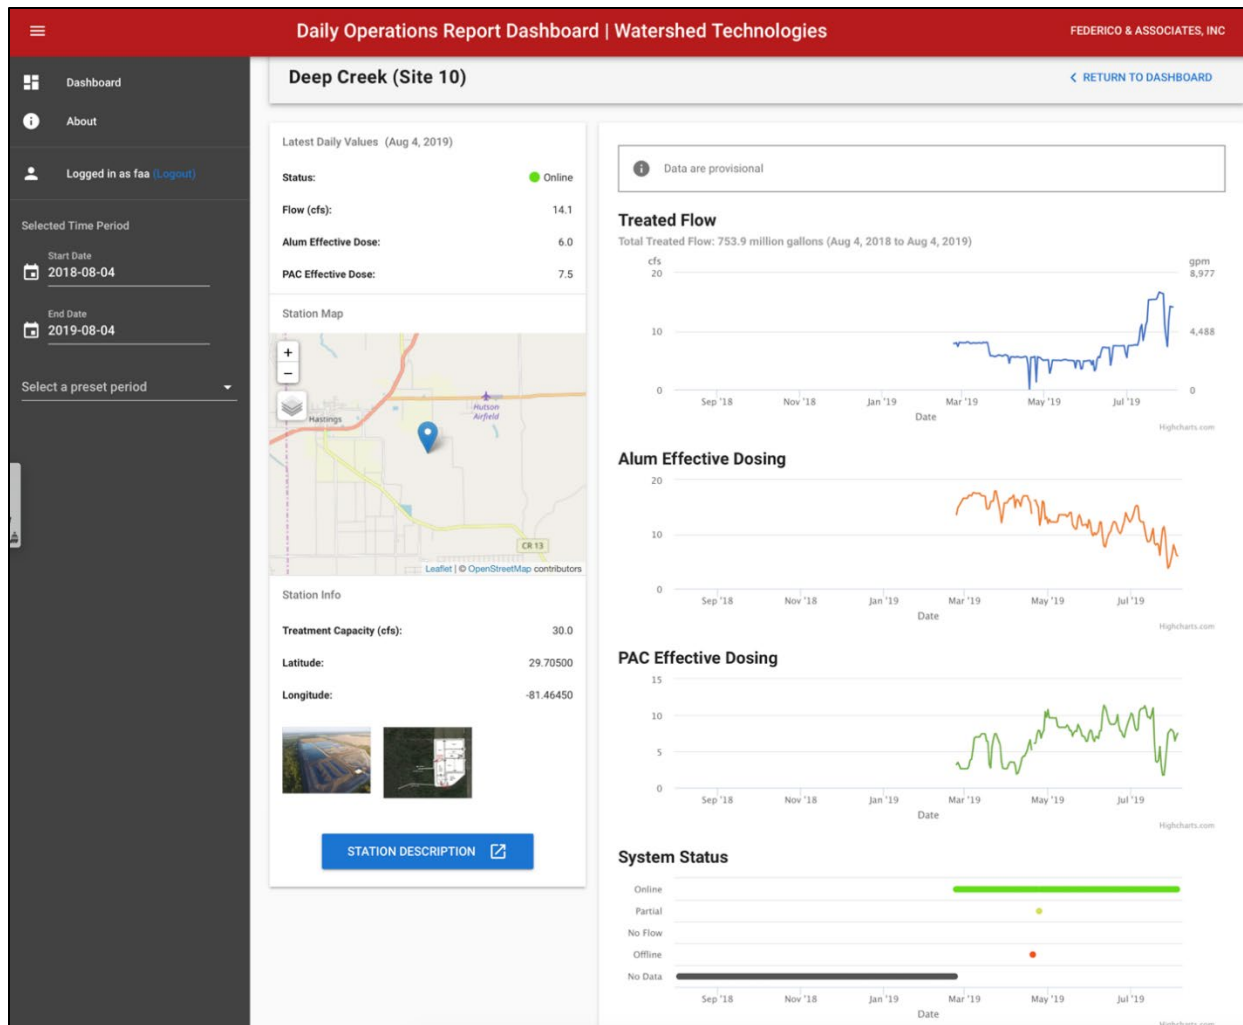 Daily Operations Report Dashboard | Watershed Technologies
FEDERICO & ASSOCIATES, INC
Dashboard
About
Logged in as faa (Logout)
Selected Time Period
Start Date
2018-08-04
End Date
2019-08-04
Select a preset period
Deep Creek (Site 10)
RETURN TO DASHBOARD
Latest Daily Values (Aug 4, 2019)
Status: Online
Flow (cfs): 14.1
Alum Effective Dose: 6.0
PAC Effective Dose: 7.5
Station Map
+
−
Hastings
Hutson
Airfield
CR 13
Leaflet | © OpenStreetMap contributors
Station Info
Treatment Capacity (cfs): 30.0
Latitude: 29.70500
Longitude: -81.46450
STATION DESCRIPTION
Data are provisional
Treated Flow
Total Treated Flow: 753.9 million gallons (Aug 4, 2018 to Aug 4, 2019)
cfs gpm
20 8,977
10 4,488
0 0
Sep '18 Nov '18 Jan '19 Mar '19 May '19 Jul '19
Date
Highcharts.com
Alum Effective Dosing
20
10
0
Sep '18 Nov '18 Jan '19 Mar '19 May '19 Jul '19
Date
Highcharts.com
PAC Effective Dosing
15
10
5
0
Sep '18 Nov '18 Jan '19 Mar '19 May '19 Jul '19
Date
Highcharts.com
System Status
Online
Partial
No Flow
Offline
No Data
Sep '18 Nov '18 Jan '19 Mar '19 May '19 Jul '19
Date
Highcharts.com